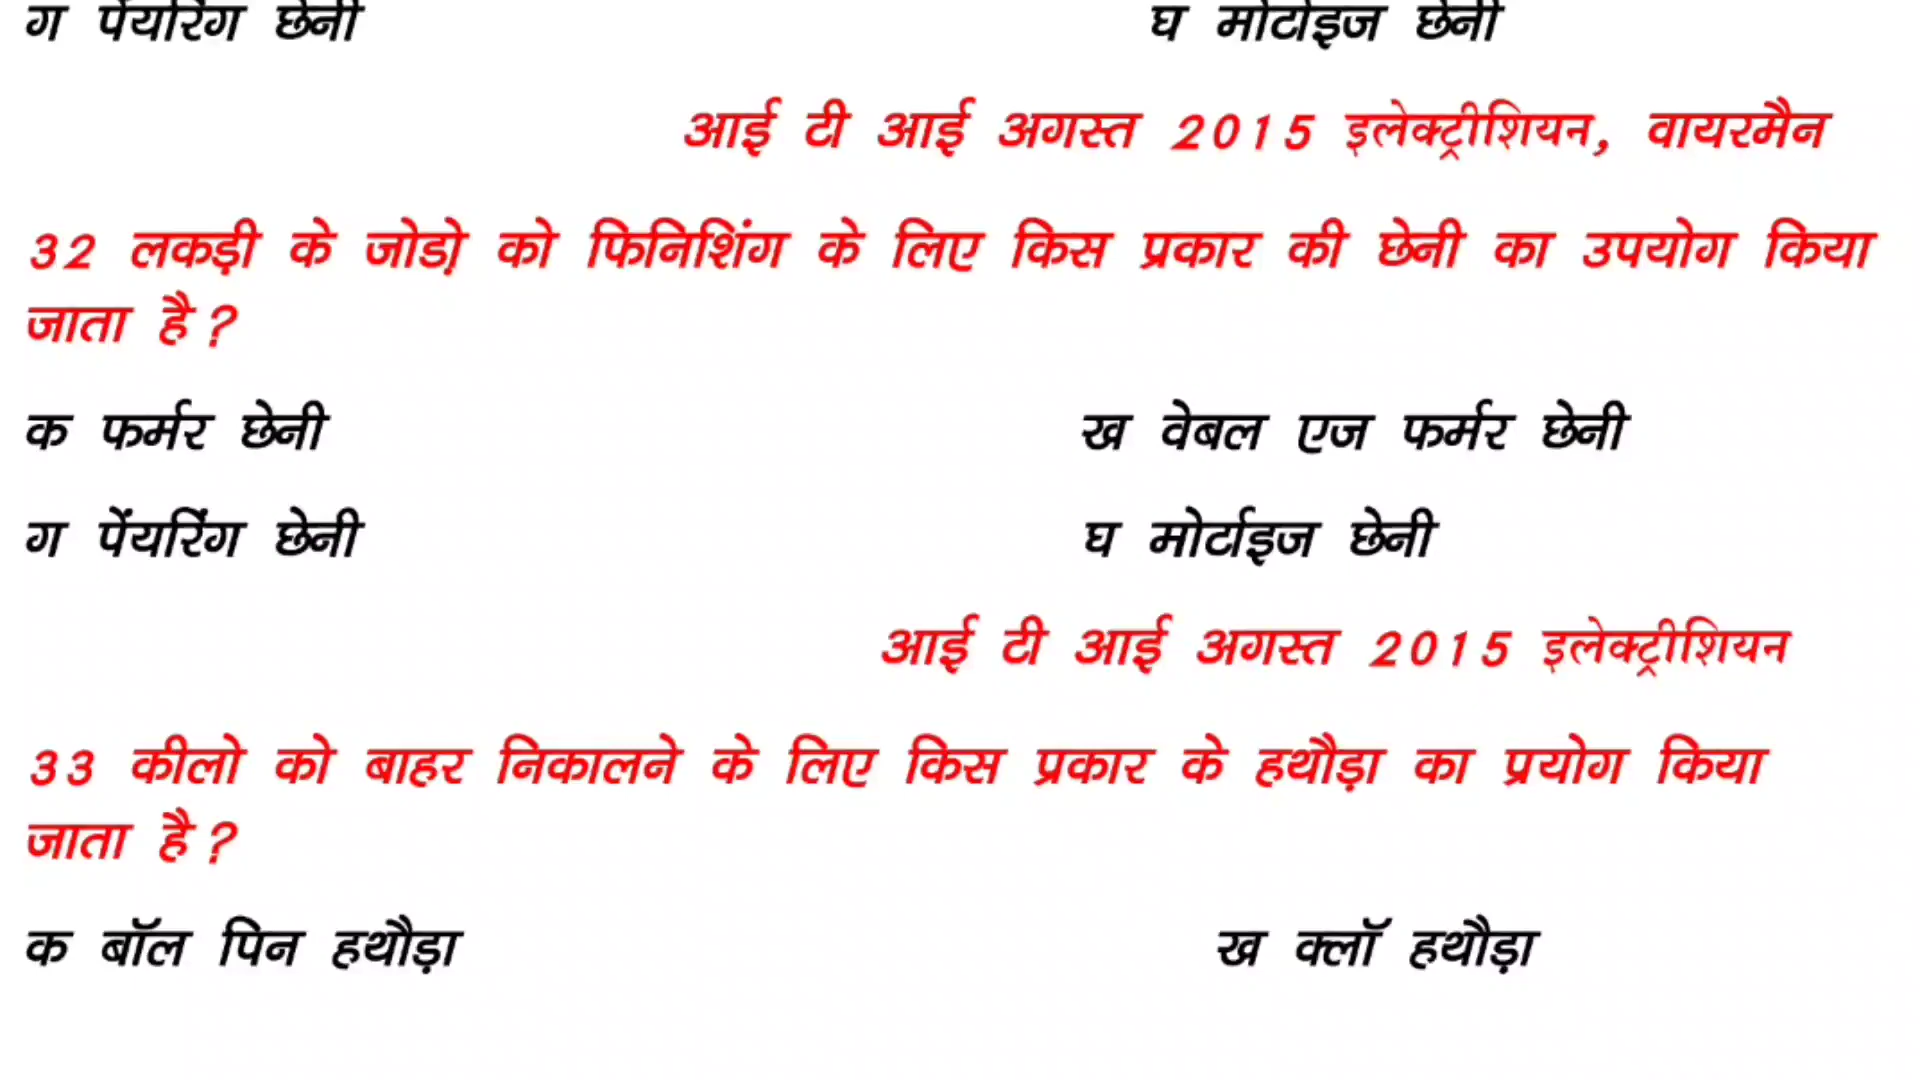 ग पेंयरिंग छेनी घ मोर्टाइज छेनी
आई टी आई अगस्त 2015 इलेक्ट्रीशियन, वायरमैन
32 लकड़ी के जोडो़ को फिनिशिंग के लिए किस प्रकार की छेनी का उपयोग किया
जाता है?
क फर्मर छेनी ख वेबल एज फर्मर छेनी
ग पेंयरिंग छेनी घ मोर्टाइज छेनी
आई टी आई अगस्त 2015 इलेक्ट्रीशियन
33 कीलो को बाहर निकालने के लिए किस प्रकार के हथौड़ा का प्रयोग किया
जाता है?
क बॉल पिन हथौड़ा ख क्लॉ हथौड़ा